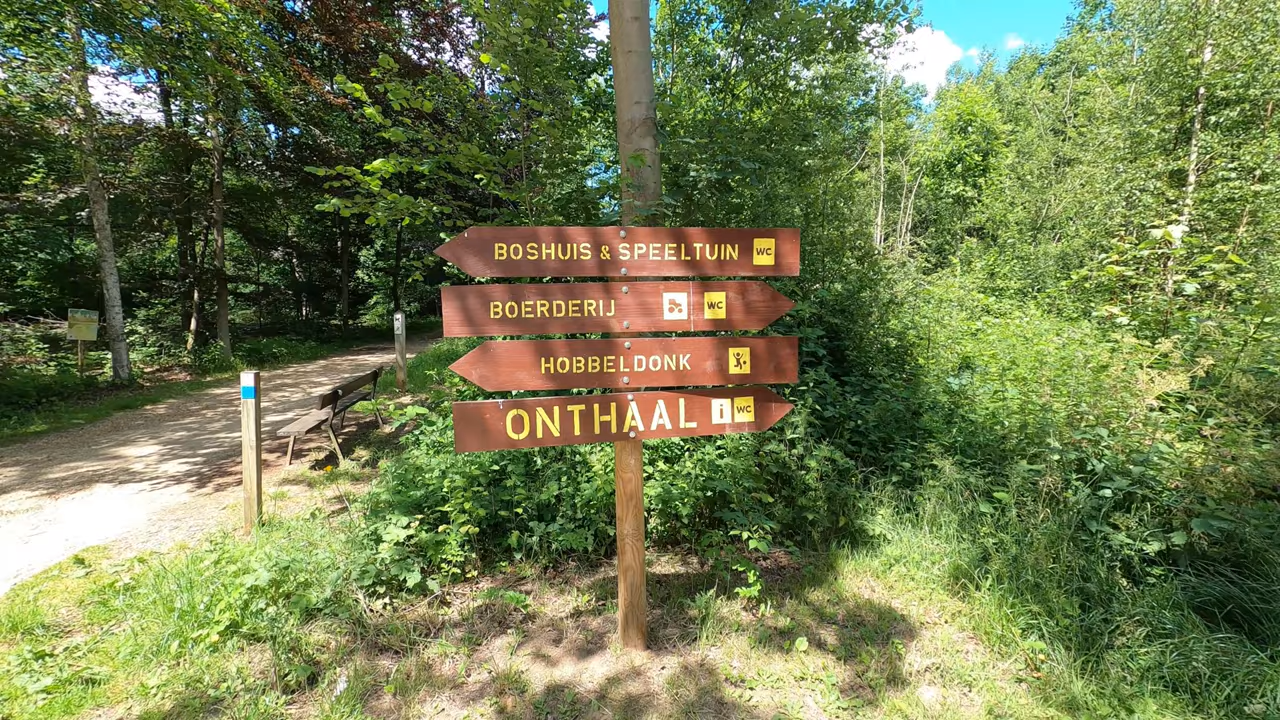 BOSHUIS & SPEELTUIN WC
BOERDERIJ WC
HOBBELDONK
ONTHAAL i WC